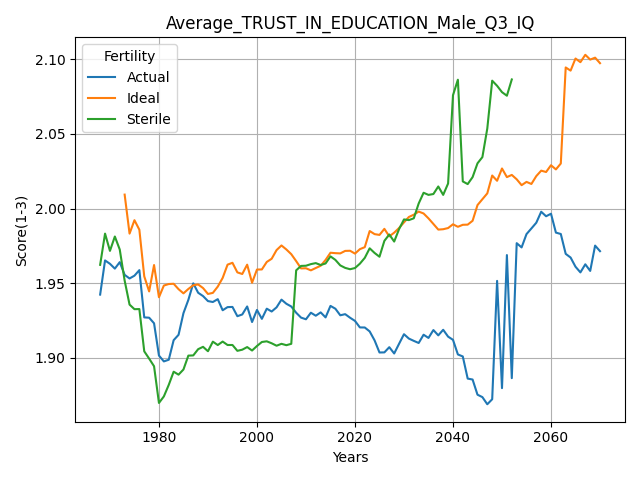 Average_TRUST_IN_EDUCATION_Male_Q3_IQ
Fertility
Actual
Ideal
Sterile
Score(1-3)
2.10
2.05
2.00
1.95
1.90
1980
2000
2020
2040
2060
Years